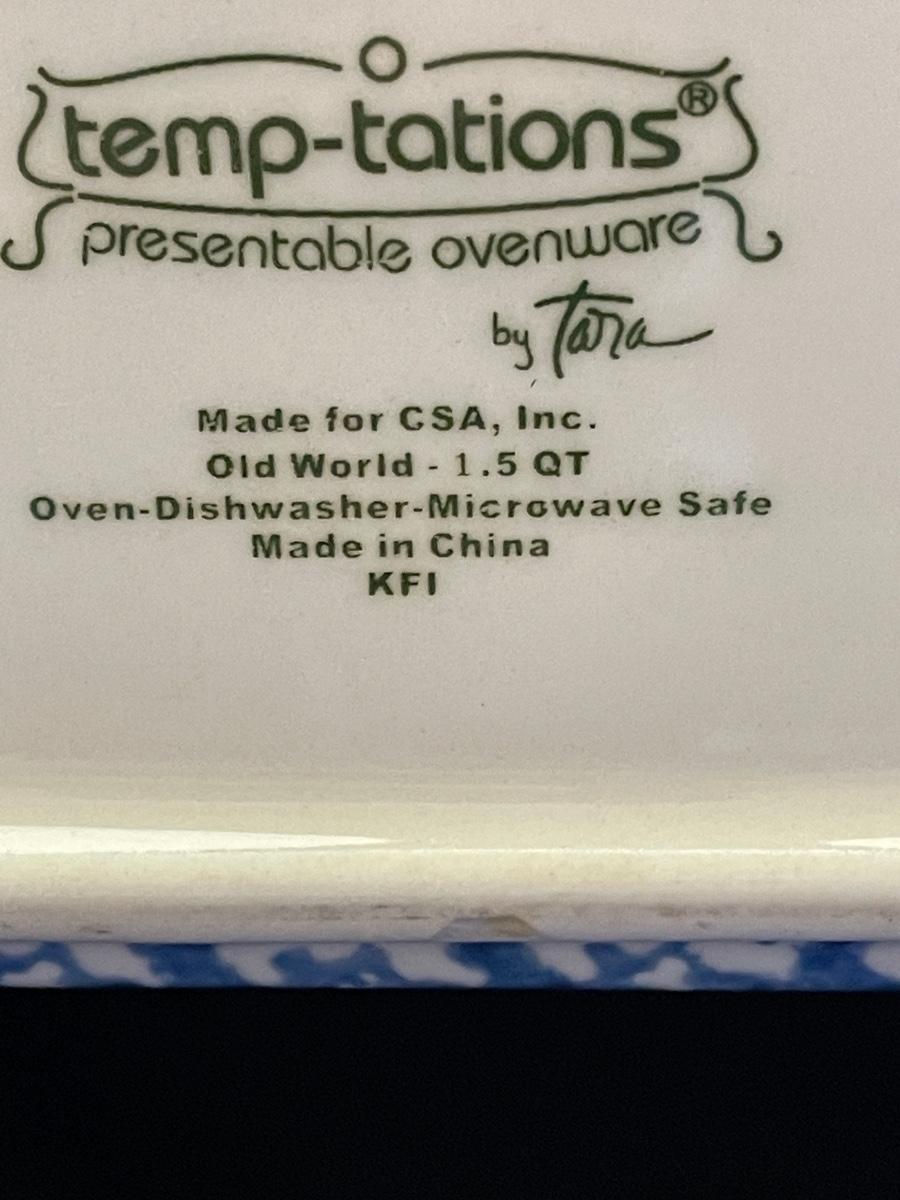 temp-tations®
presentable ovenware
by Tara
Made for CSA, Inc.
Old World - 1.5 QT
Oven-Dishwasher-Microwave Safe
Made in China
KFI